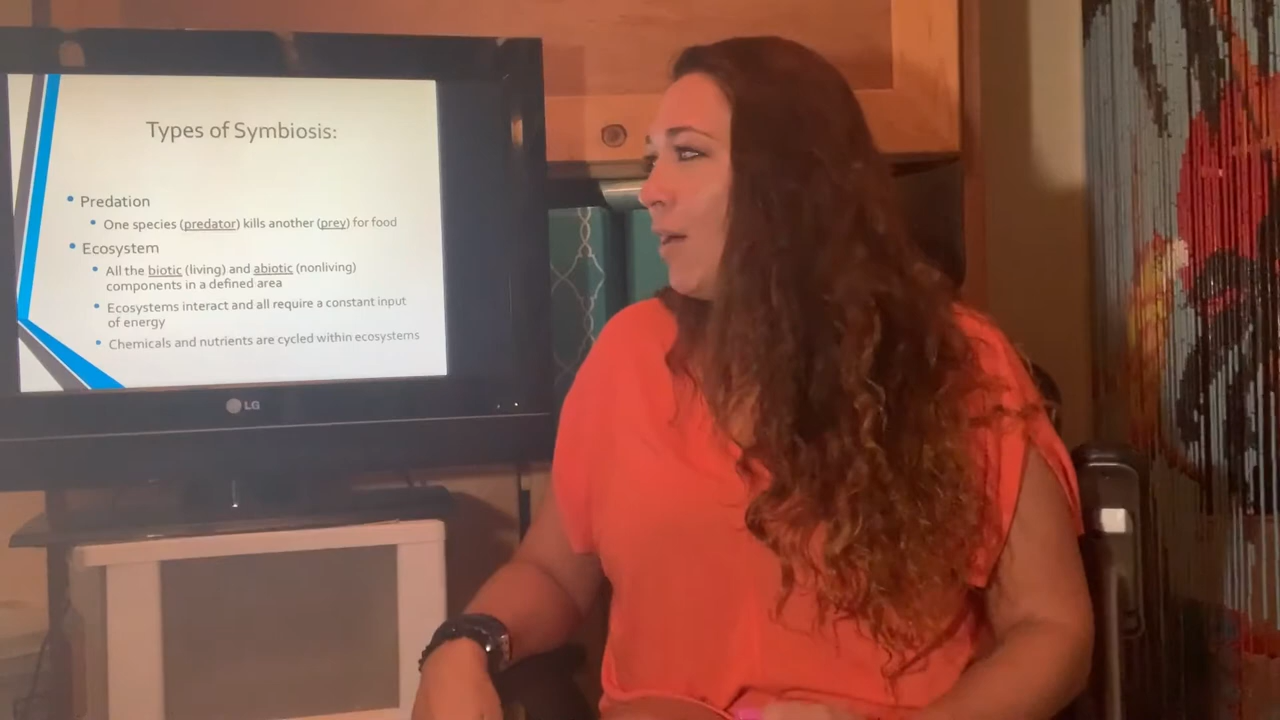 Types of Symbiosis:
• Predation
• One species (predator) kills another (prey) for food
• Ecosystem
• All the biotic (living) and abiotic (nonliving)
components in a defined area
• Ecosystems interact and all require a constant input
of energy
• Chemicals and nutrients are cycled within ecosystems
LG